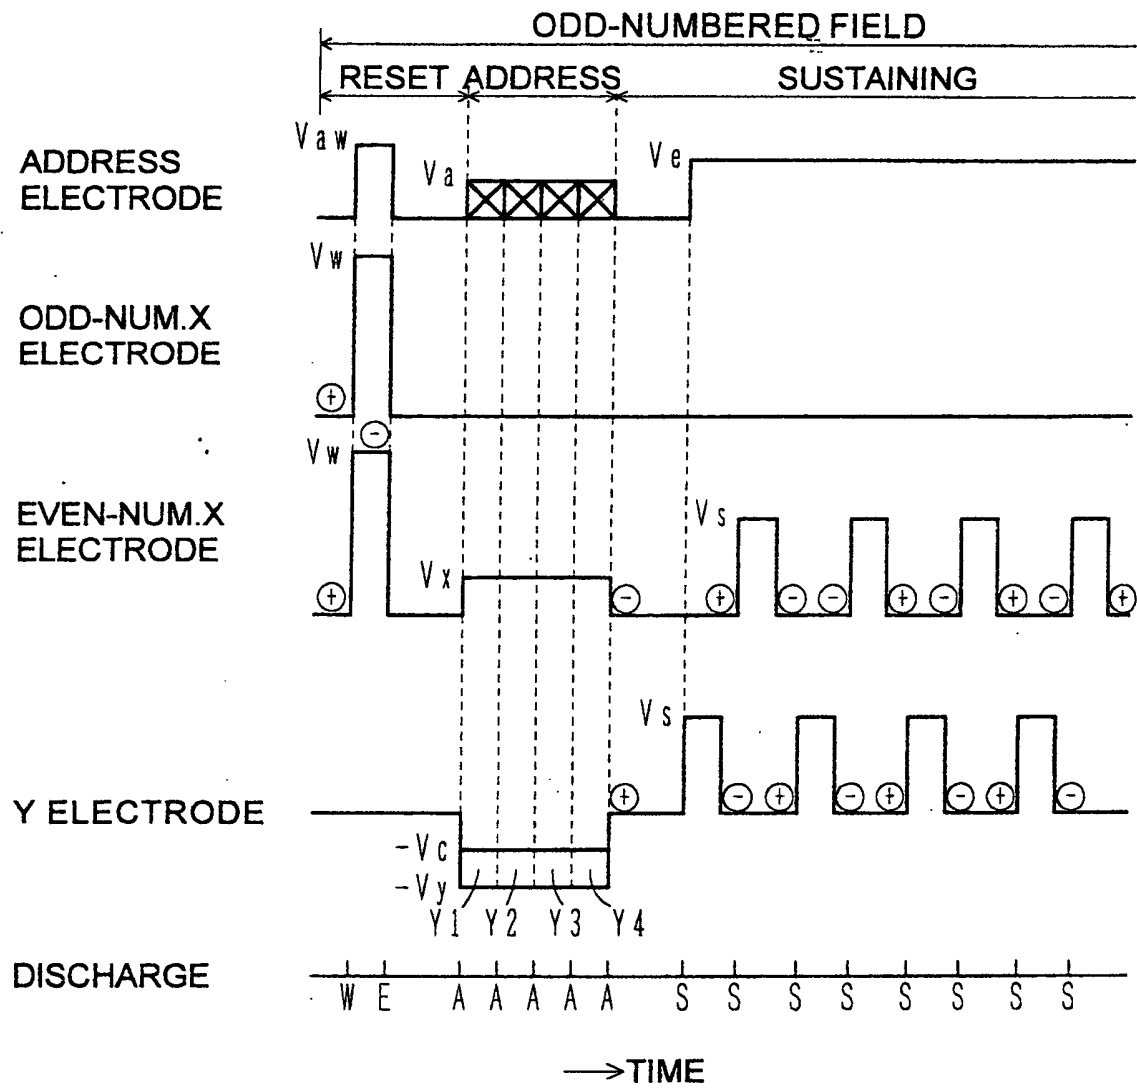 ODD-NUMBERED FIELD
RESET ADDRESS SUSTAINING
Vaw
ADDRESS ELECTRODE
Va
Ve
Vw
ODD-NUM.X ELECTRODE
+
-
Vw
EVEN-NUM.X ELECTRODE
Vs
Vx
+ - + - - + - + - +
Vs
Y ELECTRODE
+ - + - + - + -
-Vc
-Vy
Y1 Y2 Y3 Y4
DISCHARGE
W E A A A A A S S S S S S S S
→TIME